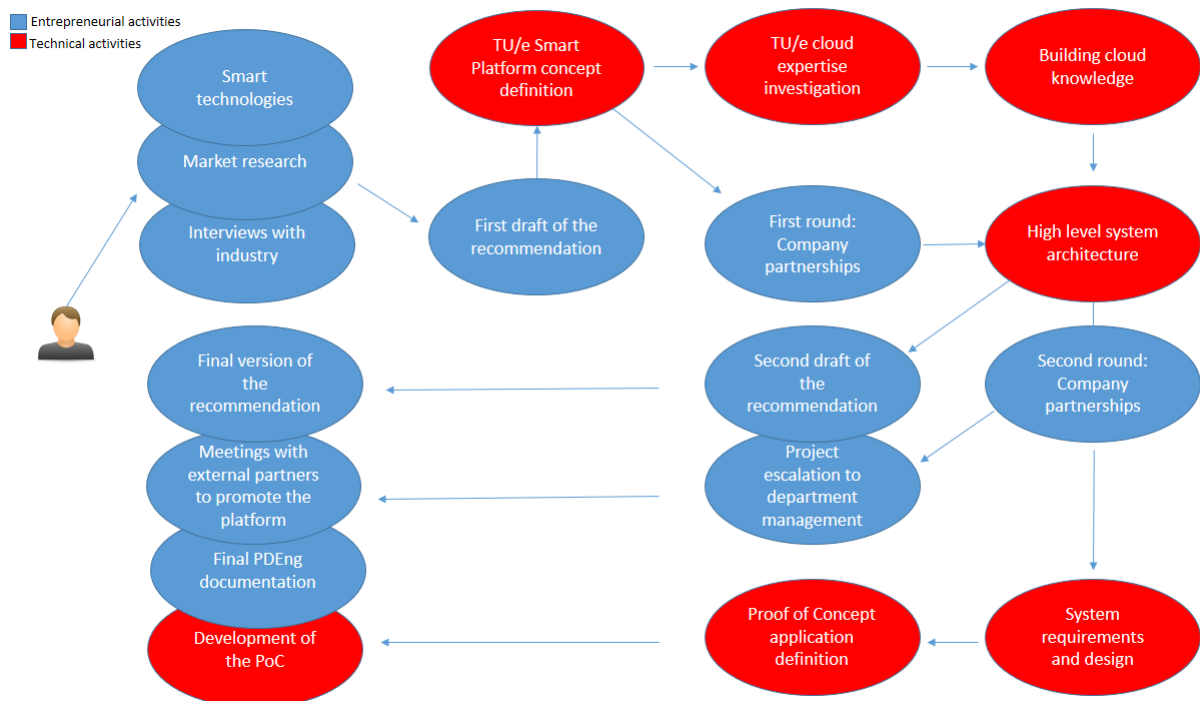 Entrepreneurial activities
Technical activities
Smart
technologies
Market research
Interviews with
industry
First draft of the
recommendation
TU/e Smart
Platform concept
definition
TU/e cloud
expertise
investigation
Building cloud
knowledge
First round:
Company
partnerships
High level system
architecture
Second draft of
the
recommendation
Second round:
Company
partnerships
Project
escalation to
department
management
Final version of
the
recommendation
Meetings with
external partners
to promote the
platform
Final PDEng
documentation
Development of
the PoC
Proof of Concept
application
definition
System
requirements
and design